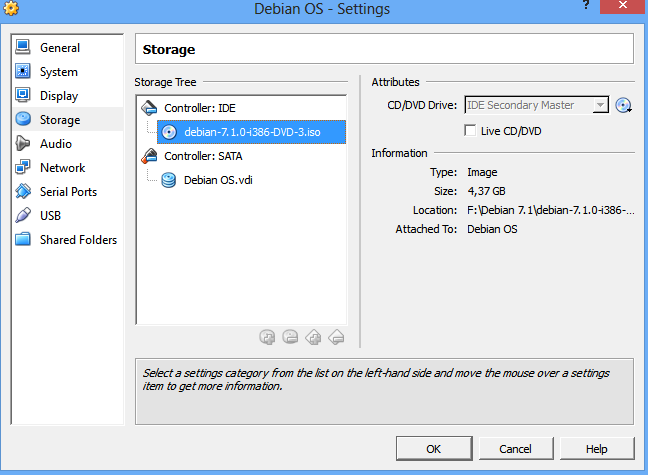 Debian OS - Settings
?
General
System
Display
Storage
Audio
Network
Serial Ports
USB
Shared Folders
Storage
Storage Tree
Controller: IDE
debian-7.1.0-i386-DVD-3.iso
Controller: SATA
Debian OS.vdi
Attributes
CD/DVD Drive: IDE Secondary Master
Live CD/DVD
Information
Type: Image
Size: 4,37 GB
Location: F:\Debian 7.1\debian-7.1.0-i386-...
Attached To: Debian OS
Select a settings category from the list on the left-hand side and move the mouse over a settings
item to get more information.
OK Cancel Help